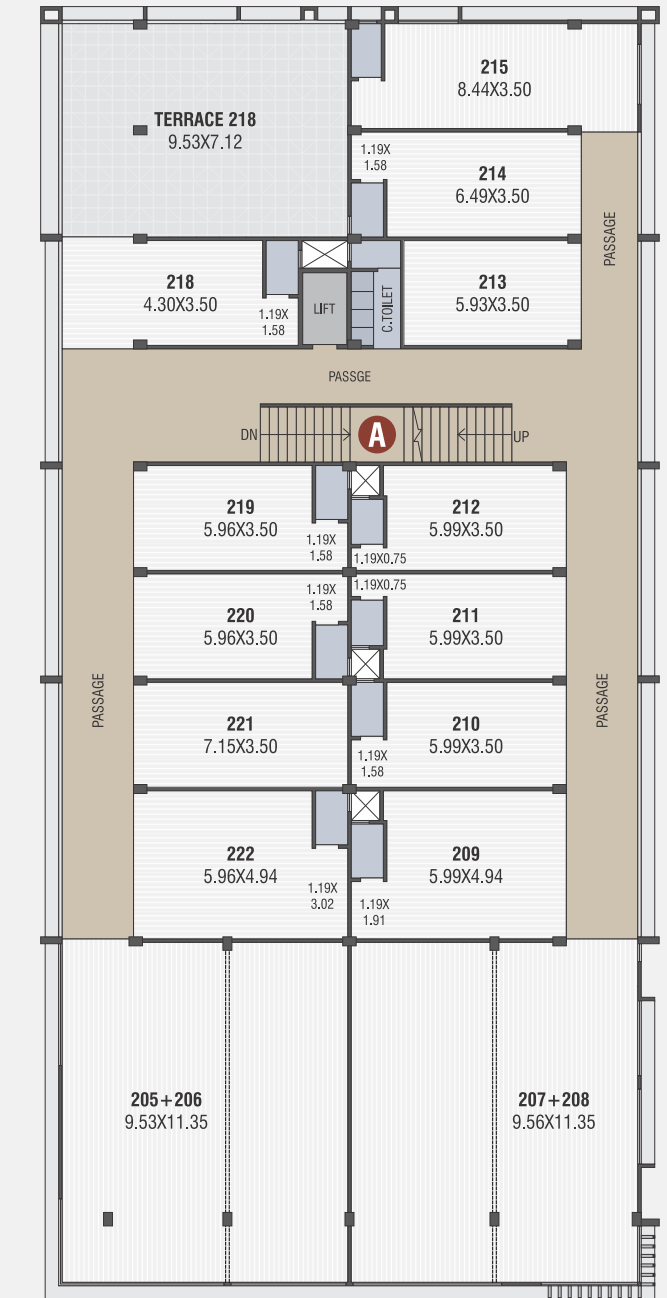 215
8.44X3.50
TERRACE 218
9.53X7.12
1.19X
1.58
214
6.49X3.50
PASSAGE
218
4.30X3.50
1.19X
1.58
LIFT
C.TOILET
213
5.93X3.50
PASSGE
DN
A
UP
219
5.96X3.50
1.19X
1.58
212
5.99X3.50
1.19X0.75
220
5.96X3.50
1.19X
1.58
1.19X0.75
211
5.99X3.50
PASSAGE
221
7.15X3.50
210
5.99X3.50
1.19X
1.58
PASSAGE
222
5.96X4.94
1.19X
3.02
209
5.99X4.94
1.19X
1.91
205+206
9.53X11.35
207+208
9.56X11.35